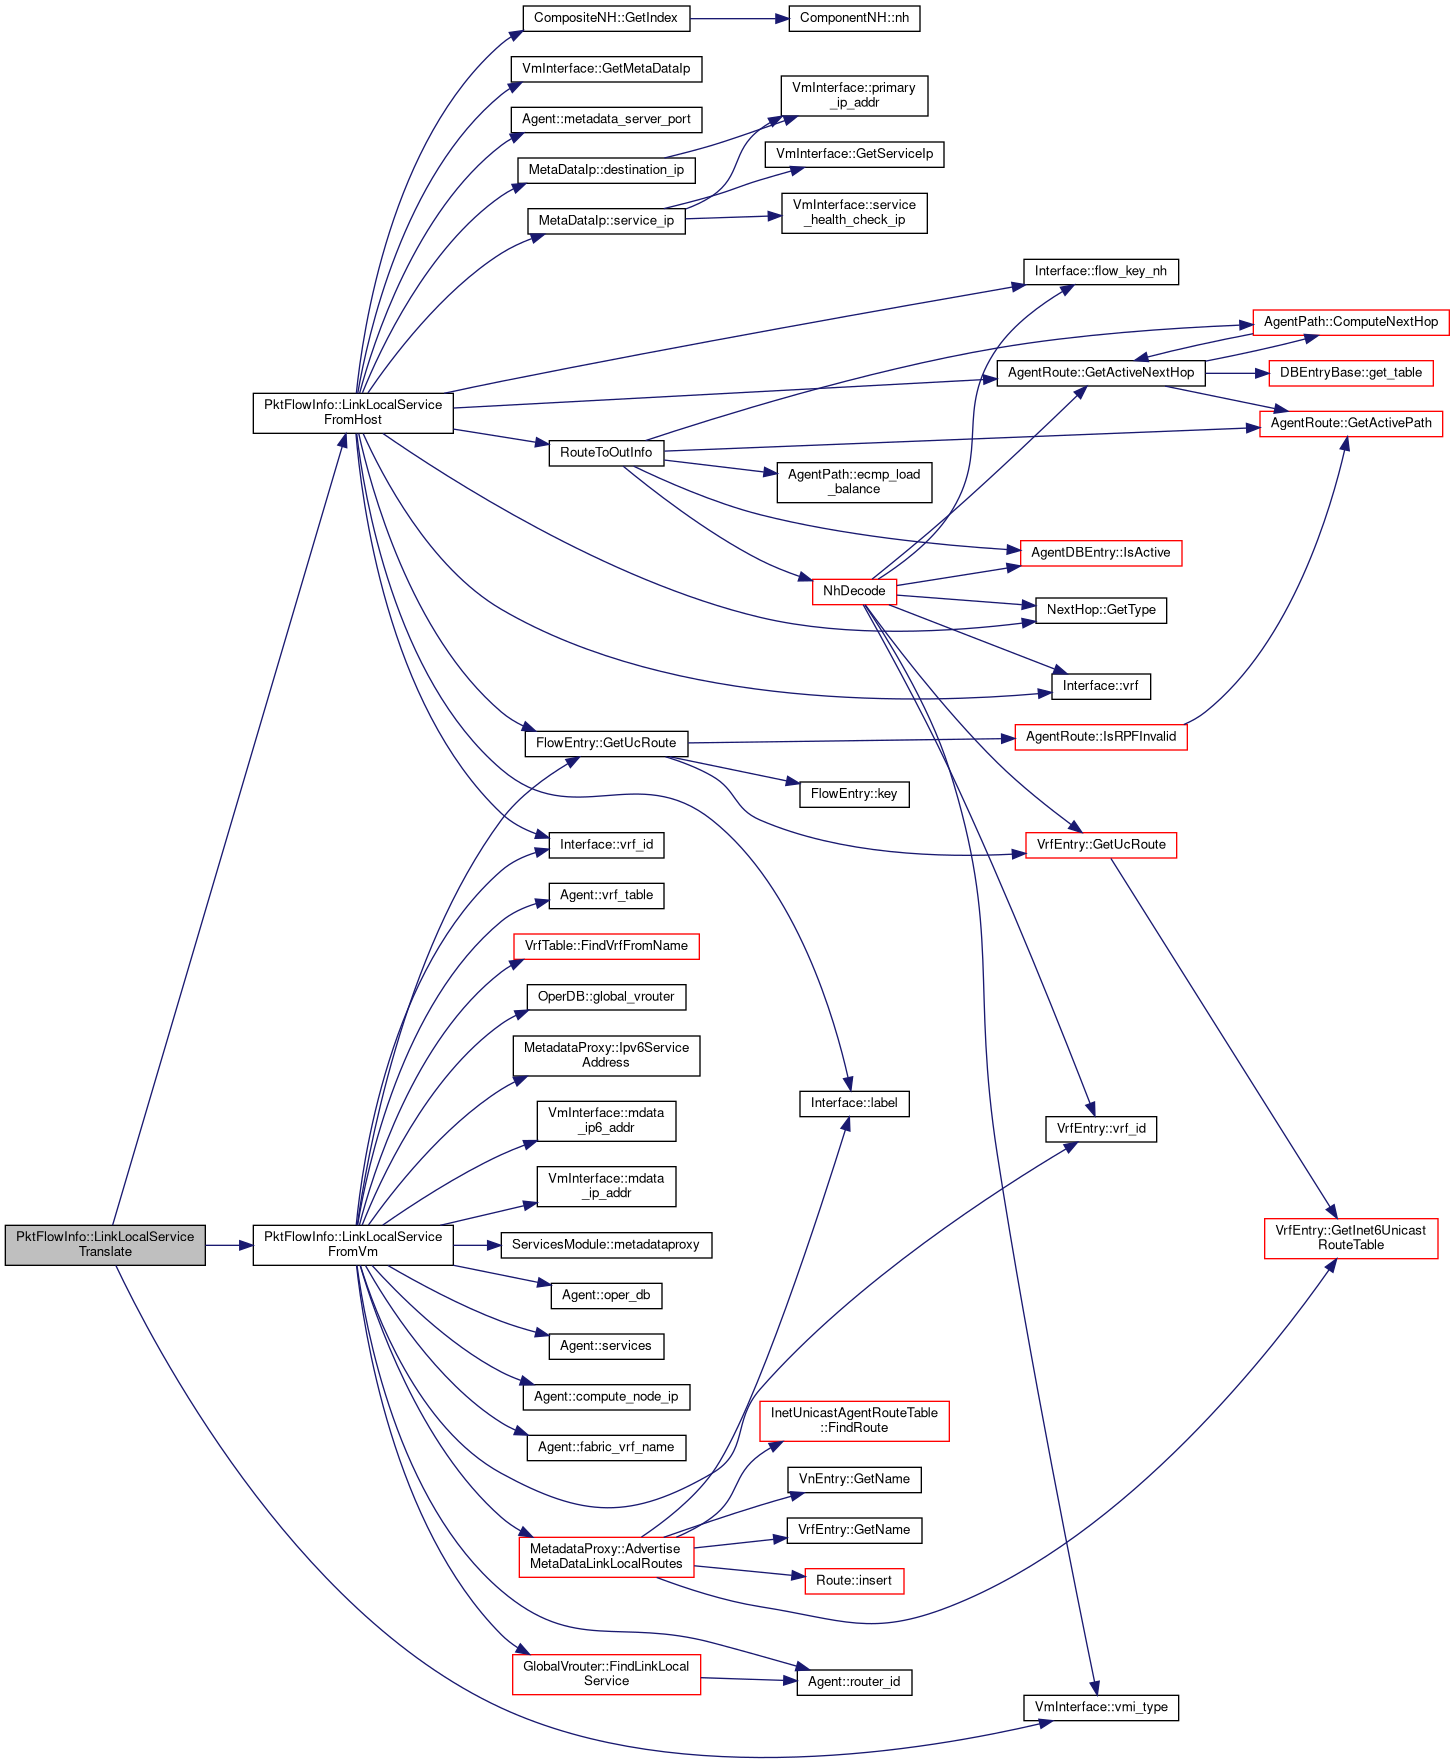 CompositeNH::GetIndex
ComponentNH::nh
VmInterface::GetMetaDataIp
VmInterface::primary
_ip_addr
Agent::metadata_server_port
VmInterface::GetServiceIp
MetaDataIp::destination_ip
VmInterface::service
_health_check_ip
MetaDataIp::service_ip
Interface::flow_key_nh
AgentPath::ComputeNextHop
AgentRoute::GetActiveNextHop
DBEntryBase::get_table
PktFlowInfo::LinkLocalService
FromHost
AgentRoute::GetActivePath
RouteToOutInfo
AgentPath::ecmp_load
_balance
AgentDBEntry::IsActive
NhDecode
NextHop::GetType
Interface::vrf
FlowEntry::GetUcRoute
AgentRoute::IsRPFInvalid
FlowEntry::key
Interface::vrf_id
VrfEntry::GetUcRoute
Agent::vrf_table
VrfTable::FindVrfFromName
OperDB::global_vrouter
MetadataProxy::Ipv6Service
Address
Interface::label
VmInterface::mdata
_ip6_addr
VrfEntry::vrf_id
VmInterface::mdata
_ip_addr
PktFlowInfo::LinkLocalService
Translate
PktFlowInfo::LinkLocalService
FromVm
ServicesModule::metadataproxy
VrfEntry::GetInet6Unicast
RouteTable
Agent::oper_db
Agent::services
Agent::compute_node_ip
InetUnicastAgentRouteTable
::FindRoute
Agent::fabric_vrf_name
VnEntry::GetName
VrfEntry::GetName
MetadataProxy::Advertise
MetaDataLinkLocalRoutes
Route::insert
GlobalVrouter::FindLinkLocal
Service
Agent::router_id
VmInterface::vmi_type